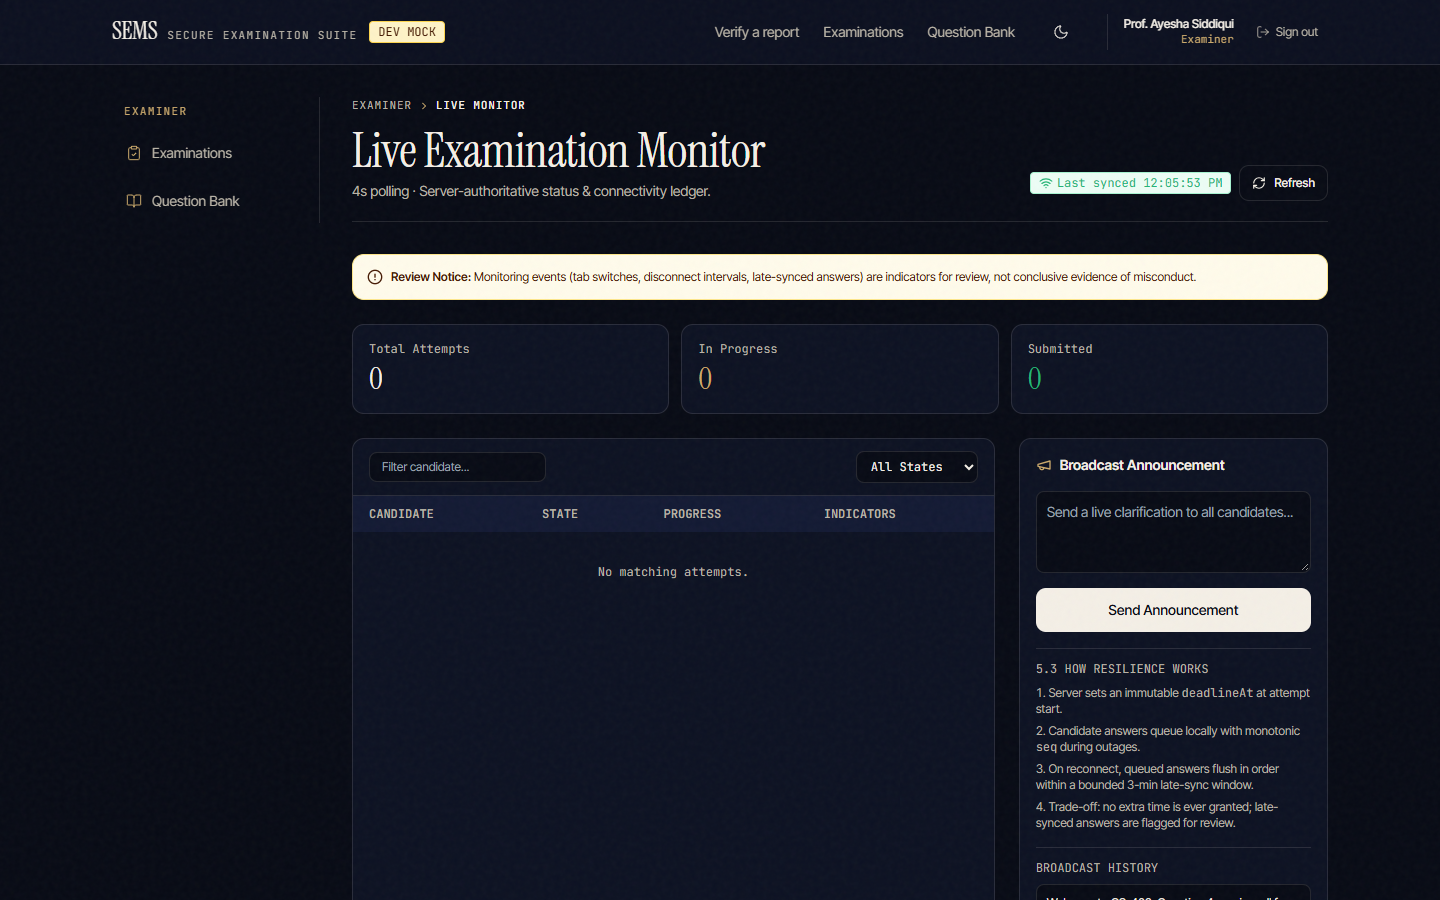 SEMS SECURE EXAMINATION SUITE DEV MOCK
Verify a report Examinations Question Bank
Prof. Ayesha Siddiqui
Examiner
Sign out
EXAMINER
Examinations
Question Bank
EXAMINER > LIVE MONITOR
Live Examination Monitor
4s polling · Server-authoritative status & connectivity ledger.
Last synced 12:05:53 PM
Refresh
Review Notice: Monitoring events (tab switches, disconnect intervals, late-synced answers) are indicators for review, not conclusive evidence of misconduct.
Total Attempts
0
In Progress
0
Submitted
0
Filter candidate...
All States
CANDIDATE STATE PROGRESS INDICATORS
No matching attempts.
Broadcast Announcement
Send a live clarification to all candidates...
Send Announcement
5.3 HOW RESILIENCE WORKS
1. Server sets an immutable deadlineAt at attempt
start.
2. Candidate answers queue locally with monotonic
seq during outages.
3. On reconnect, queued answers flush in order
within a bounded 3-min late-sync window.
4. Trade-off: no extra time is ever granted; late-
synced answers are flagged for review.
BROADCAST HISTORY